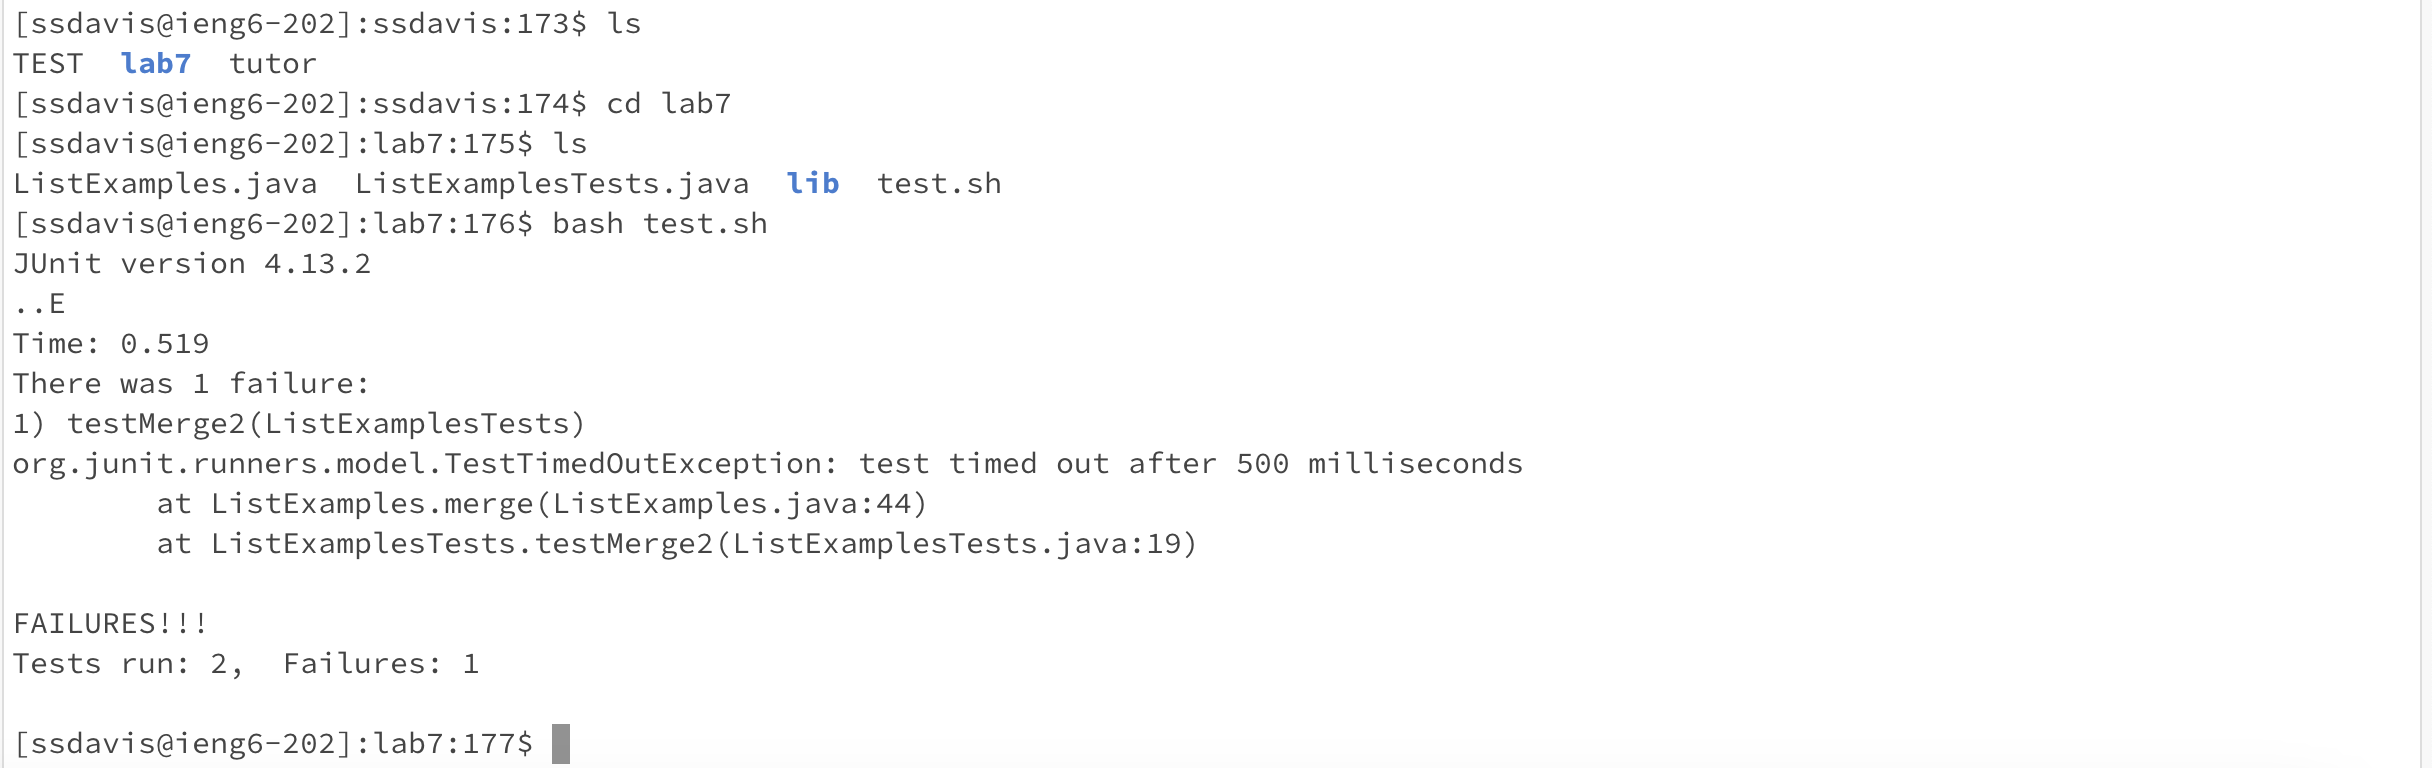 [ssdavis@ieng6-202]:ssdavis:173$ ls
TEST  lab7  tutor
[ssdavis@ieng6-202]:ssdavis:174$ cd lab7
[ssdavis@ieng6-202]:lab7:175$ ls
ListExamples.java  ListExamplesTests.java  lib  test.sh
[ssdavis@ieng6-202]:lab7:176$ bash test.sh
JUnit version 4.13.2
..E
Time: 0.519
There was 1 failure:
1) testMerge2(ListExamplesTests)
org.junit.runners.model.TestTimedOutException: test timed out after 500 milliseconds
        at ListExamples.merge(ListExamples.java:44)
        at ListExamplesTests.testMerge2(ListExamplesTests.java:19)

FAILURES!!!
Tests run: 2,  Failures: 1

[ssdavis@ieng6-202]:lab7:177$